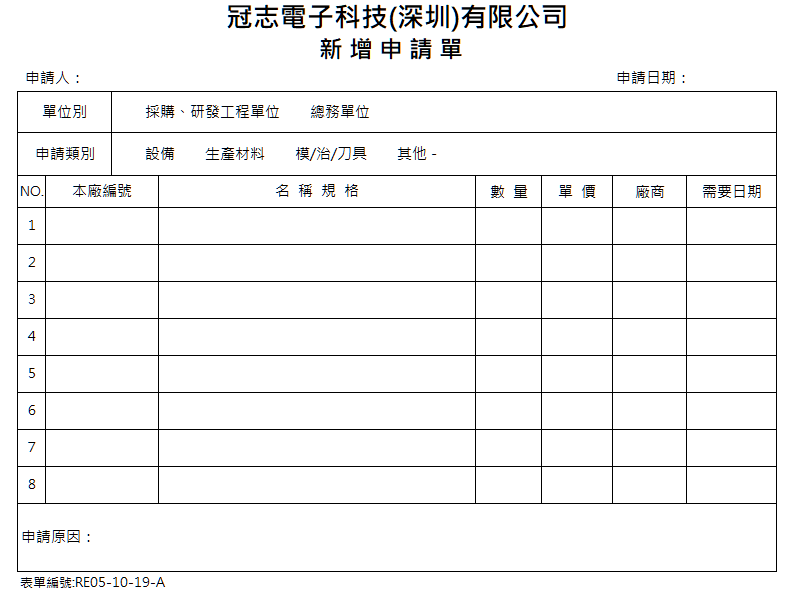 冠志電子科技(深圳)有限公司
新 增 申 請 單
申請人： 申請日期：
單位別 採購、研發工程單位 總務單位
申請類別 設備 生產材料 模/治/刀具 其他-
NO. 本廠編號 名 稱 規 格 數 量 單 價 廠商 需要日期
1
2
3
4
5
6
7
8
申請原因：
表單編號:RE05-10-19-A